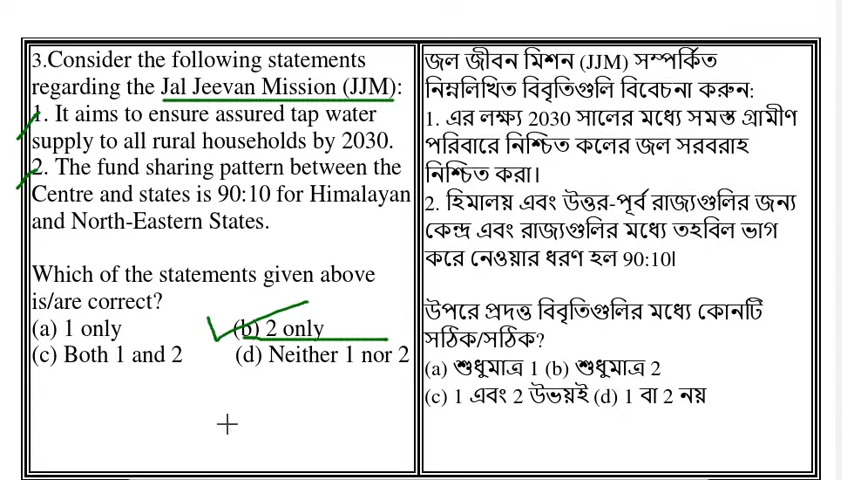 3.Consider the following statements
regarding the Jal Jeevan Mission (JJM):
1. It aims to ensure assured tap water
supply to all rural households by 2030.
2. The fund sharing pattern between the
Centre and states is 90:10 for Himalayan
and North-Eastern States.
Which of the statements given above
is/are correct?
(a) 1 only (b) 2 only
(c) Both 1 and 2 (d) Neither 1 nor 2
জল জীবন মিশন (JJM) সম্পর্কিত
নিম্নলিখিত বিবৃতিগুলি বিবেচনা করুন:
1. এর লক্ষ্য 2030 সালের মধ্যে সমস্ত গ্রামীণ
পরিবারে নিশ্চিত কলের জল সরবরাহ
নিশ্চিত করা।
2. হিমালয় এবং উত্তর-পূর্ব রাজ্যগুলির জন্য
কেন্দ্র এবং রাজ্যগুলির মধ্যে তহবিল ভাগ
করে নেওয়ার ধরণ হল 90:10।
উপরে প্রদত্ত বিবৃতিগুলির মধ্যে কোনটি
সঠিক/সঠিক?
(a) শুধুমাত্র 1 (b) শুধুমাত্র 2
(c) 1 এবং 2 উভয়ই (d) 1 বা 2 নয়